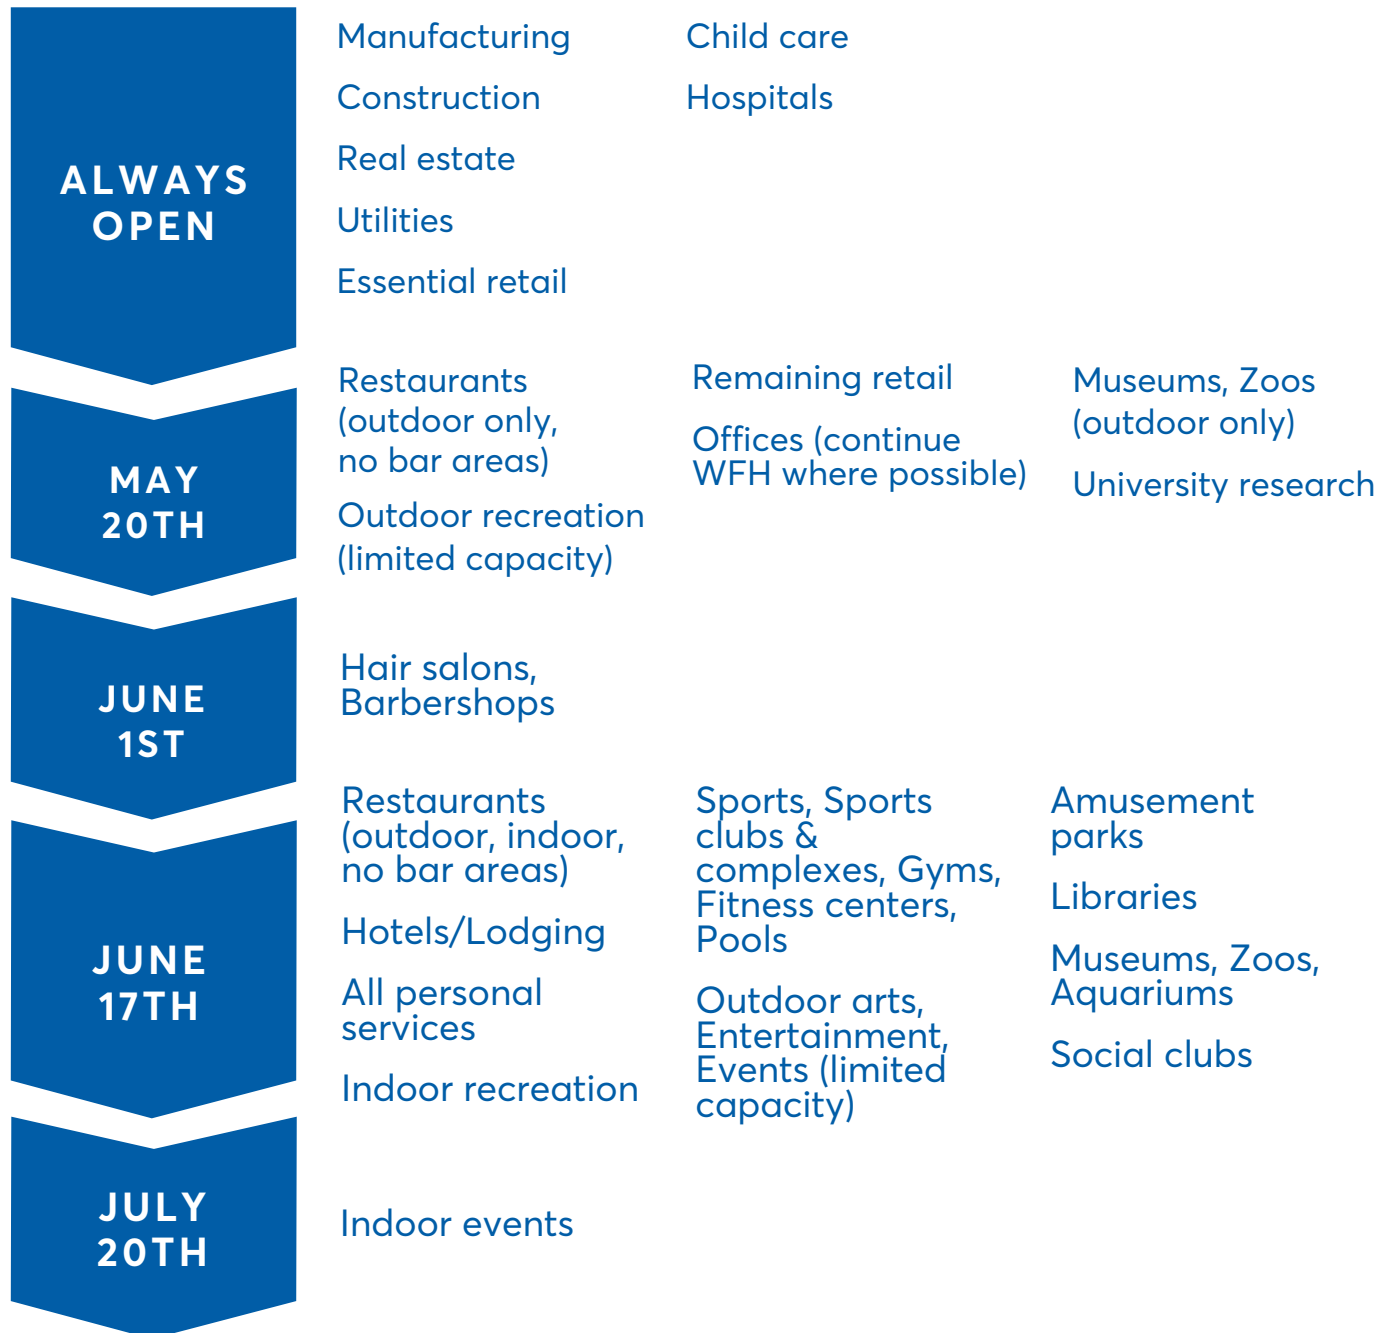 ALWAYS
OPEN
Manufacturing
Construction
Real estate
Utilities
Essential retail
Child care
Hospitals
MAY
20TH
Restaurants
(outdoor only,
no bar areas)
Outdoor recreation
(limited capacity)
Remaining retail
Offices (continue
WFH where possible)
Museums, Zoos
(outdoor only)
University research
JUNE
1ST
Hair salons,
Barbershops
JUNE
17TH
Restaurants
(outdoor, indoor,
no bar areas)
Hotels/Lodging
All personal
services
Indoor recreation
Sports, Sports
clubs &
complexes, Gyms,
Fitness centers,
Pools
Outdoor arts,
Entertainment,
Events (limited
capacity)
Amusement
parks
Libraries
Museums, Zoos,
Aquariums
Social clubs
JULY
20TH
Indoor events